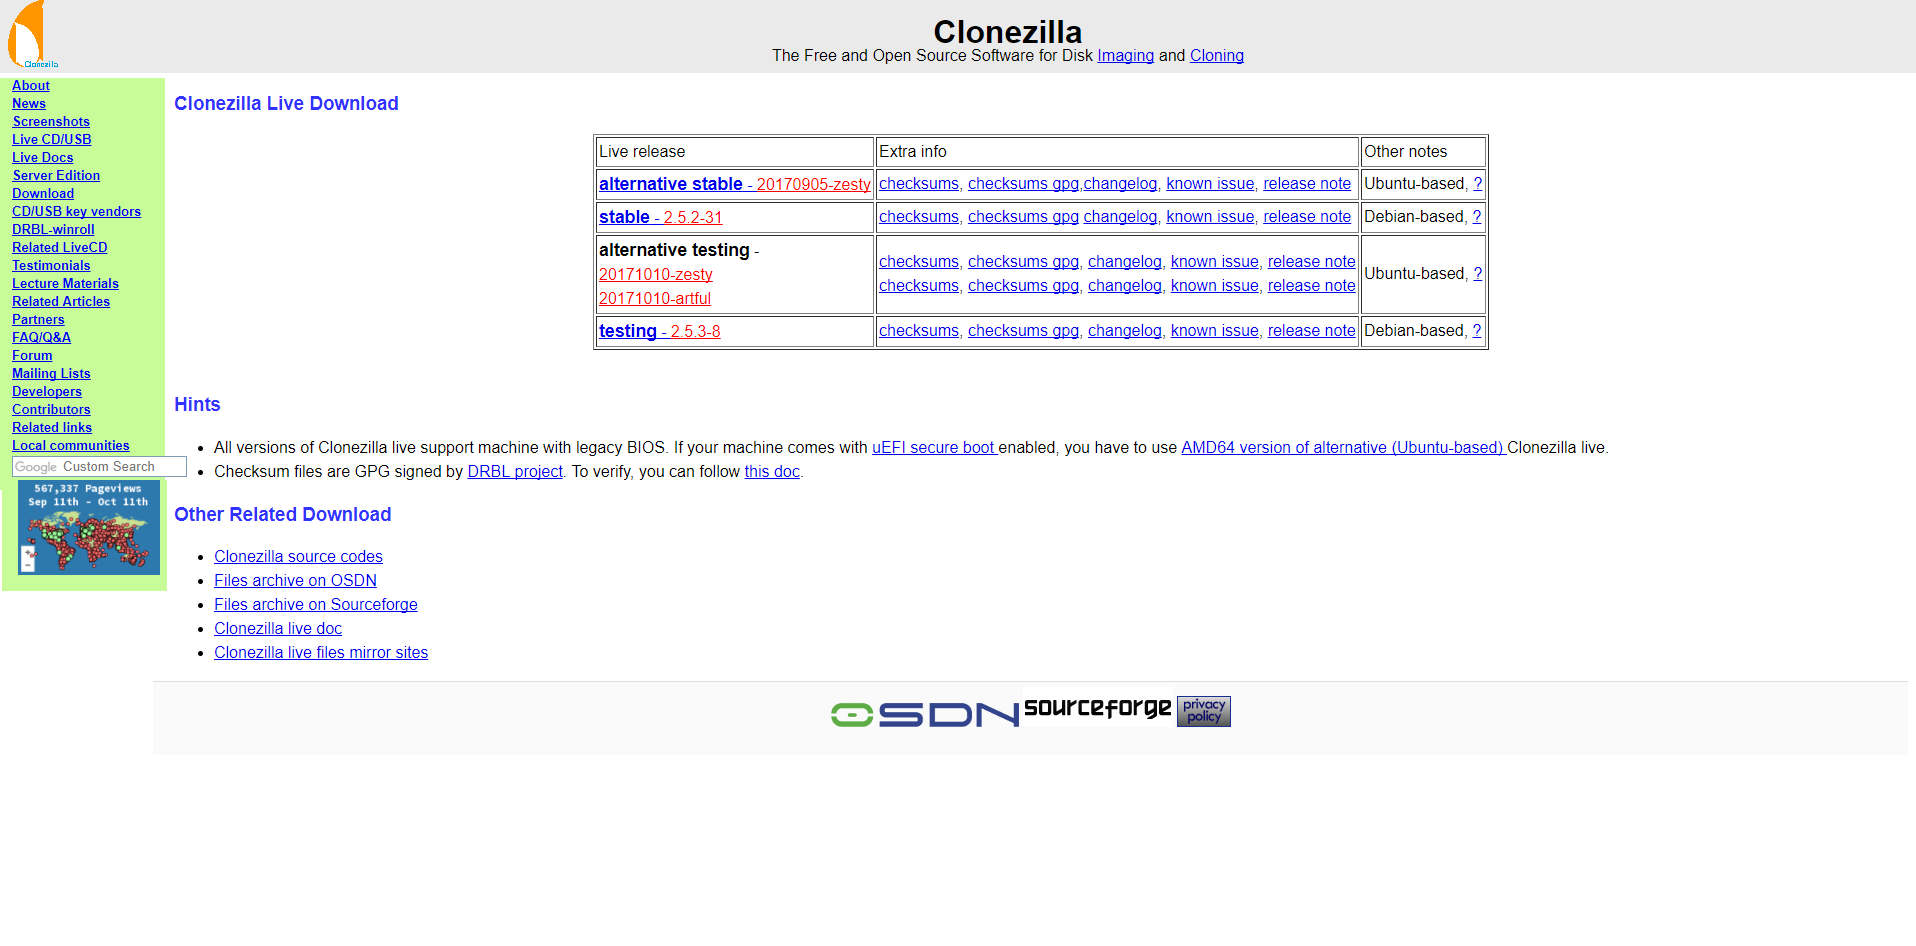 Clonezilla
Clonezilla
The Free and Open Source Software for Disk Imaging and Cloning
About
News
Screenshots
Live CD/USB
Live Docs
Server Edition
Download
CD/USB key vendors
DRBL-winroll
Related LiveCD
Testimonials
Lecture Materials
Related Articles
Partners
FAQ/Q&A
Forum
Mailing Lists
Developers
Contributors
Related links
Local communities
Google Custom Search
567,337 Pageviews
Sep 11th - Oct 11th
Clonezilla Live Download
Live release Extra info Other notes
alternative stable - 20170905-zesty checksums, checksums gpg,changelog, known issue, release note Ubuntu-based, ?
stable - 2.5.2-31 checksums, checksums gpg changelog, known issue, release note Debian-based, ?
alternative testing -
20171010-zesty checksums, checksums gpg, changelog, known issue, release note
Ubuntu-based, ?
20171010-artful checksums, checksums gpg, changelog, known issue, release note
testing - 2.5.3-8 checksums, checksums gpg, changelog, known issue, release note Debian-based, ?
Hints
All versions of Clonezilla live support machine with legacy BIOS. If your machine comes with uEFI secure boot enabled, you have to use AMD64 version of alternative (Ubuntu-based) Clonezilla live.
Checksum files are GPG signed by DRBL project. To verify, you can follow this doc.
Other Related Download
Clonezilla source codes
Files archive on OSDN
Files archive on Sourceforge
Clonezilla live doc
Clonezilla live files mirror sites
OSDN sourceforge privacy policy